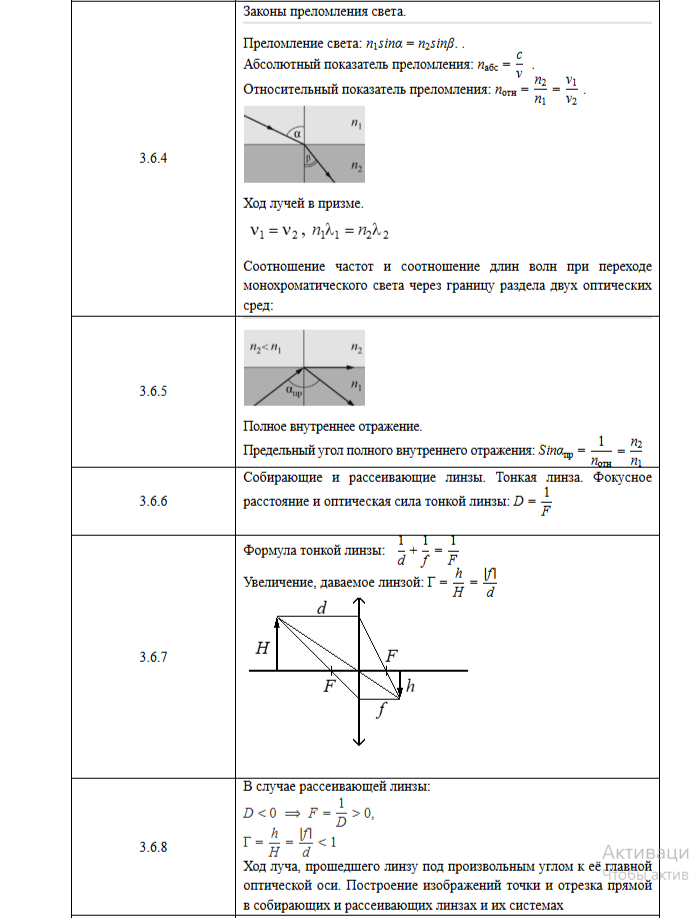 3.6.4
Законы преломления света.
Преломление света: n₁sinα = n₂sinβ. .
Абсолютный показатель преломления: nабс = c/v .
Относительный показатель преломления: nотн = n₂/n₁ = v₁/v₂ .
α n₁
β n₂
Ход лучей в призме.
ν₁ = ν₂ , n₁λ₁ = n₂λ₂
Соотношение частот и соотношение длин волн при переходе
монохроматического света через границу раздела двух оптических
сред:
3.6.5
n₂< n₁ n₂
αпр n₁
Полное внутреннее отражение.
Предельный угол полного внутреннего отражения: Sinαпр = 1/nотн = n₂/n₁
3.6.6
Собирающие и рассеивающие линзы. Тонкая линза. Фокусное
расстояние и оптическая сила тонкой линзы: D = 1/F
3.6.7
Формула тонкой линзы: 1/d + 1/f = 1/F
Увеличение, даваемое линзой: Γ = h/H = |f|/d
d
H F
F h
f
3.6.8
В случае рассеивающей линзы:
D < 0 ⟹ F = 1/D > 0,
Γ = h/H = |f|/d < 1
Ход луча, прошедшего линзу под произвольным углом к её главной
оптической оси. Построение изображений точки и отрезка прямой
в собирающих и рассеивающих линзах и их системах
Активаци
Чтобы актив